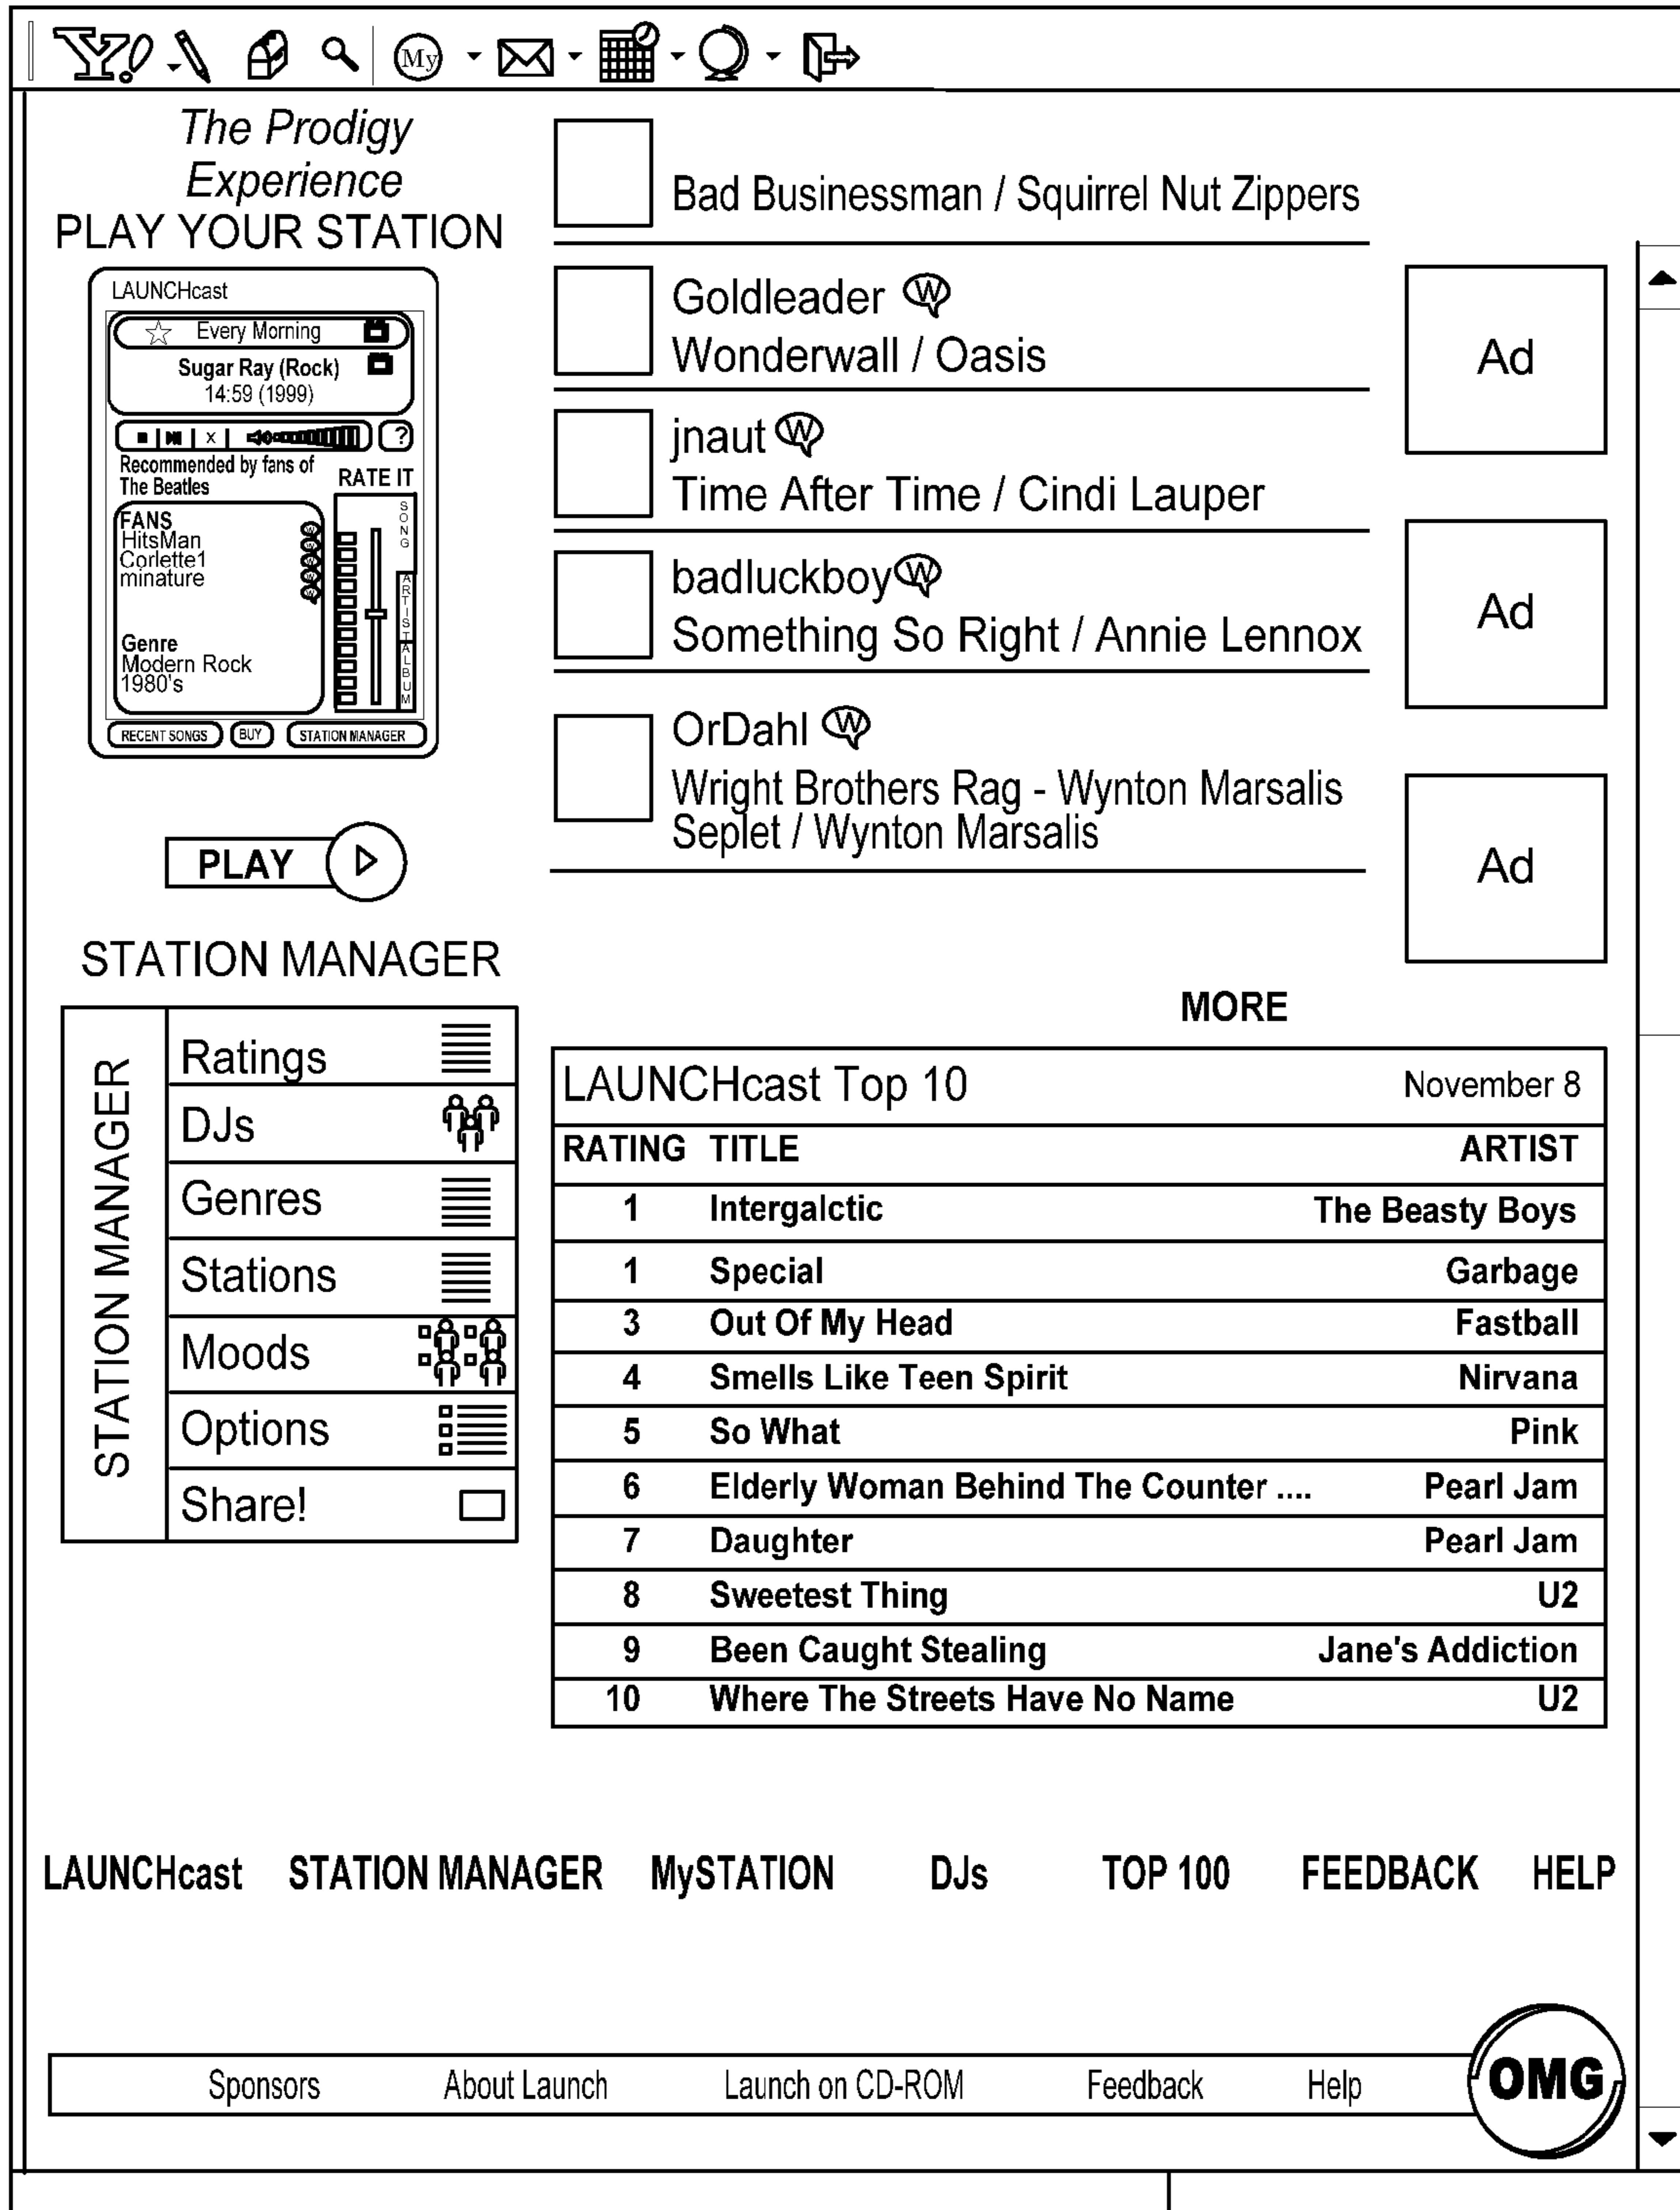 Y!
My
The Prodigy
Experience
PLAY YOUR STATION
LAUNCHcast
Every Morning
Sugar Ray (Rock)
14:59 (1999)
x
?
Recommended by fans of
The Beatles
RATE IT
FANS
HitsMan
Corlette1
minature
Genre
Modern Rock
1980's
SONG
ARTIST
ALBUM
RECENT SONGS
BUY
STATION MANAGER
PLAY
STATION MANAGER
STATION MANAGER
Ratings
DJs
Genres
Stations
Moods
Options
Share!
Bad Businessman / Squirrel Nut Zippers
Goldleader W
Wonderwall / Oasis
jnaut W
Time After Time / Cindi Lauper
badluckboy W
Something So Right / Annie Lennox
OrDahl W
Wright Brothers Rag - Wynton Marsalis
Seplet / Wynton Marsalis
Ad
Ad
Ad
MORE
LAUNCHcast Top 10 November 8
RATING TITLE ARTIST
1 Intergalctic The Beasty Boys
1 Special Garbage
3 Out Of My Head Fastball
4 Smells Like Teen Spirit Nirvana
5 So What Pink
6 Elderly Woman Behind The Counter .... Pearl Jam
7 Daughter Pearl Jam
8 Sweetest Thing U2
9 Been Caught Stealing Jane's Addiction
10 Where The Streets Have No Name U2
LAUNCHcast STATION MANAGER MySTATION DJs TOP 100 FEEDBACK HELP
Sponsors About Launch Launch on CD-ROM Feedback Help
OMG